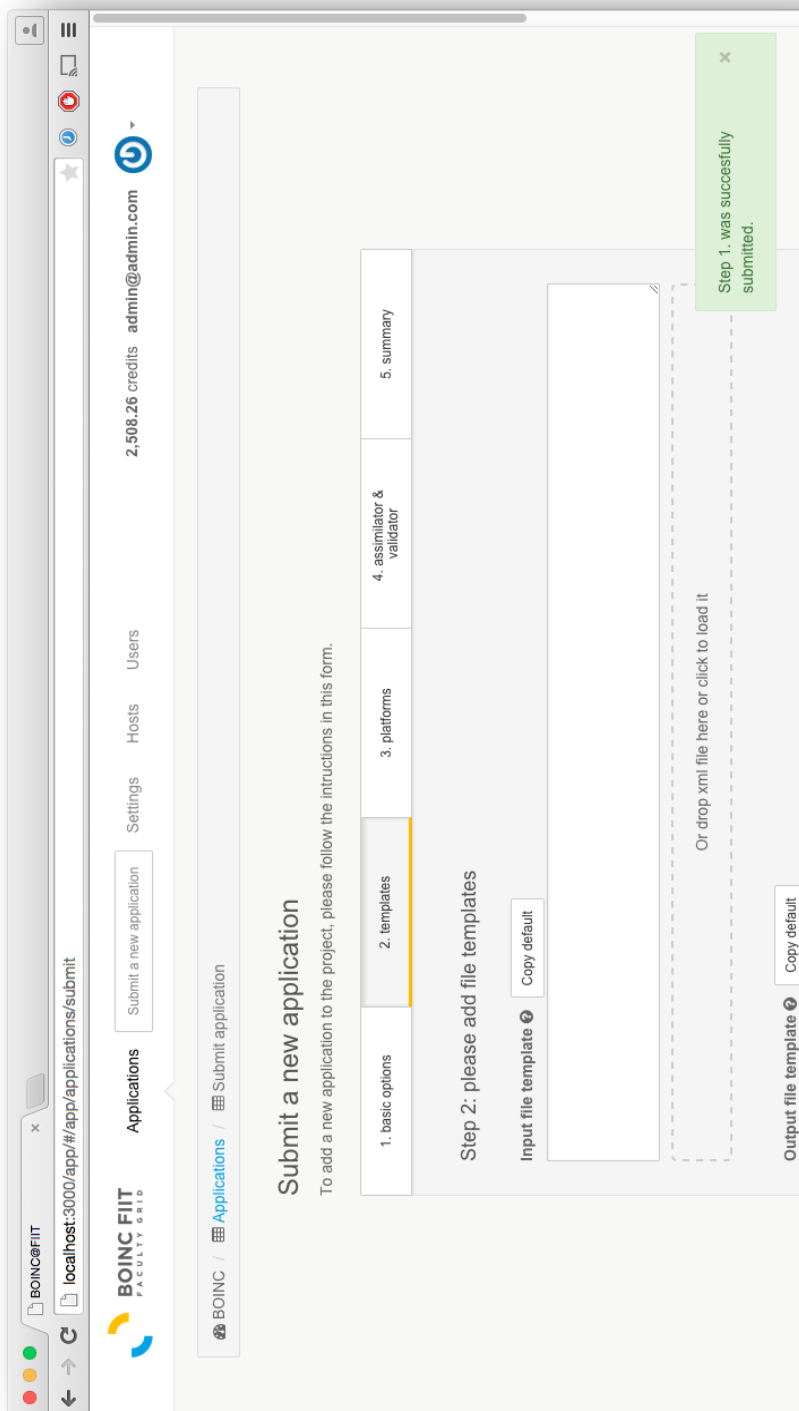 BOINC@FIIT
localhost:3000/app/#/app/applications/submit
BOINC FIIT
FACULTY GRID
Applications
Submit a new application
Settings
Hosts
Users
2,508.26 credits admin@admin.com
BOINC / Applications / Submit application
Submit a new application
To add a new application to the project, please follow the intructions in this form.
1. basic options
2. templates
3. platforms
4. assimilator &
validator
5. summary
Step 2: please add file templates
Input file template
Copy default
Or drop xml file here or click to load it
Step 1. was succesfully
submitted.
Output file template
Copy default